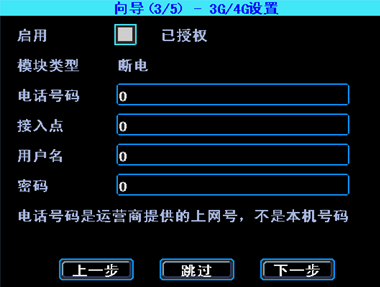 向导(3/5) - 3G/4G设置
启用 已授权
模块类型 断电
电话号码 0
接入点 0
用户名 0
密码 0
电话号码是运营商提供的上网号，不是本机号码
上一步 跳过 下一步